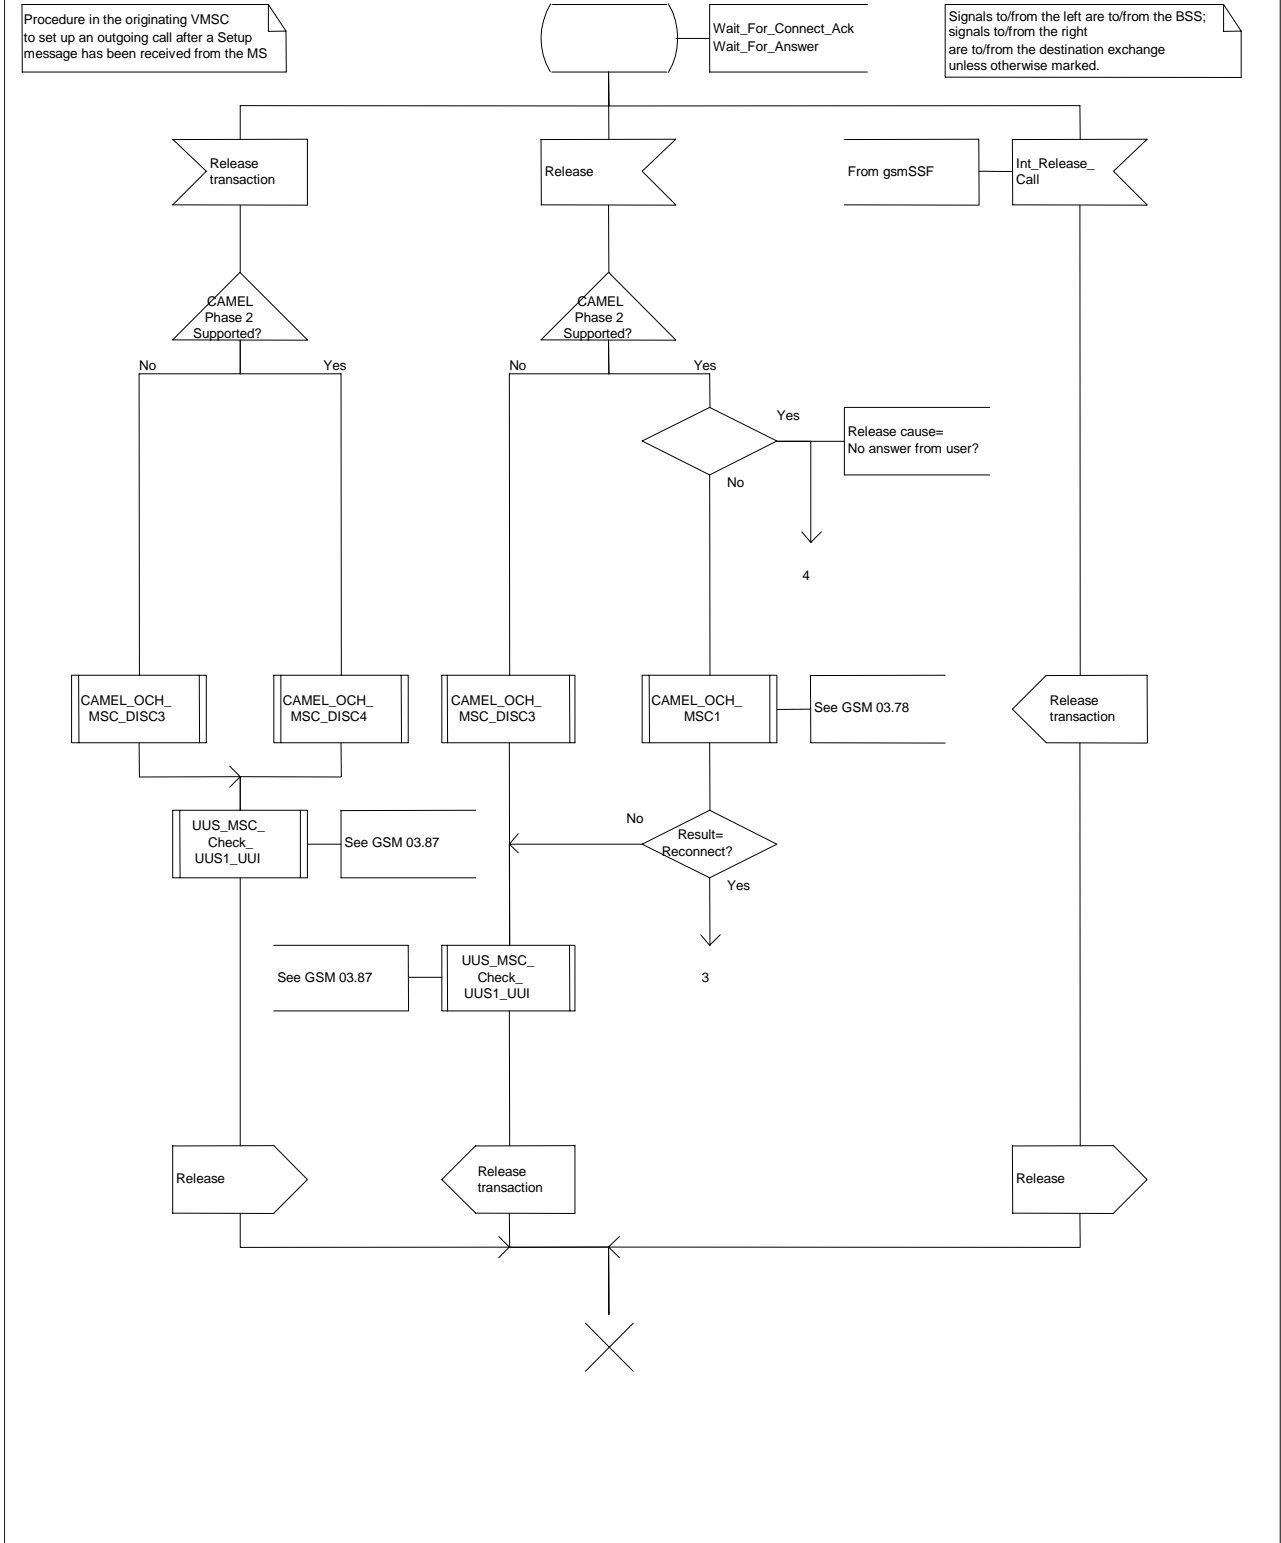 Procedure in the originating VMSC
to set up an outgoing call after a Setup
message has been received from the MS
Wait_For_Connect_Ack
Wait_For_Answer
Signals to/from the left are to/from the BSS;
signals to/from the right
are to/from the destination exchange
unless otherwise marked.
Release
transaction
Release
From gsmSSF
Int_Release_
Call
CAMEL
Phase 2
Supported?
CAMEL
Phase 2
Supported?
No
Yes
No
Yes
Yes
Release cause=
No answer from user?
No
4
CAMEL_OCH_
MSC_DISC3
CAMEL_OCH_
MSC_DISC4
CAMEL_OCH_
MSC_DISC3
CAMEL_OCH_
MSC1
See GSM 03.78
Release
transaction
UUS_MSC_
Check_
UUS1_UUI
See GSM 03.87
No
Result=
Reconnect?
Yes
See GSM 03.87
UUS_MSC_
Check_
UUS1_UUI
3
Release
Release
transaction
Release